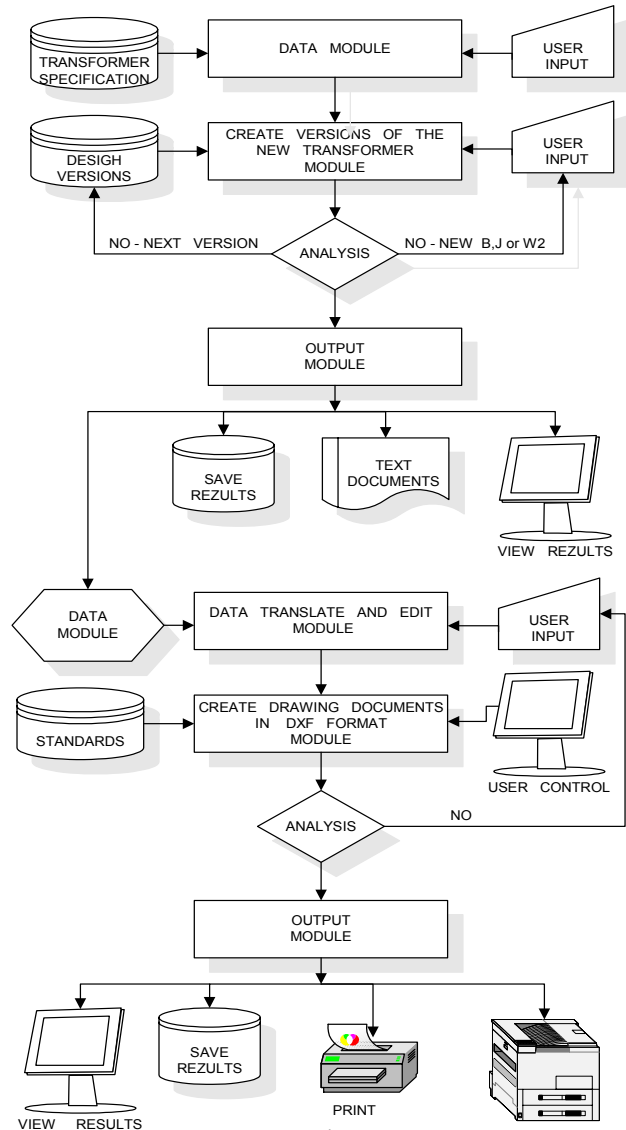 TRANSFORMER
SPECIFICATION
DATA MODULE
USER
INPUT
DESIGH
VERSIONS
CREATE VERSIONS OF THE
NEW TRANSFORMER
MODULE
USER
INPUT
NO - NEXT VERSION
ANALYSIS
NO - NEW B,J or W2
OUTPUT
MODULE
SAVE
REZULTS
TEXT
DOCUMENTS
VIEW REZULTS
DATA
MODULE
DATA TRANSLATE AND EDIT
MODULE
USER
INPUT
STANDARDS
CREATE DRAWING DOCUMENTS
IN DXF FORMAT
MODULE
USER CONTROL
ANALYSIS
NO
OUTPUT
MODULE
VIEW RESULTS
SAVE
REZULTS
PRINT